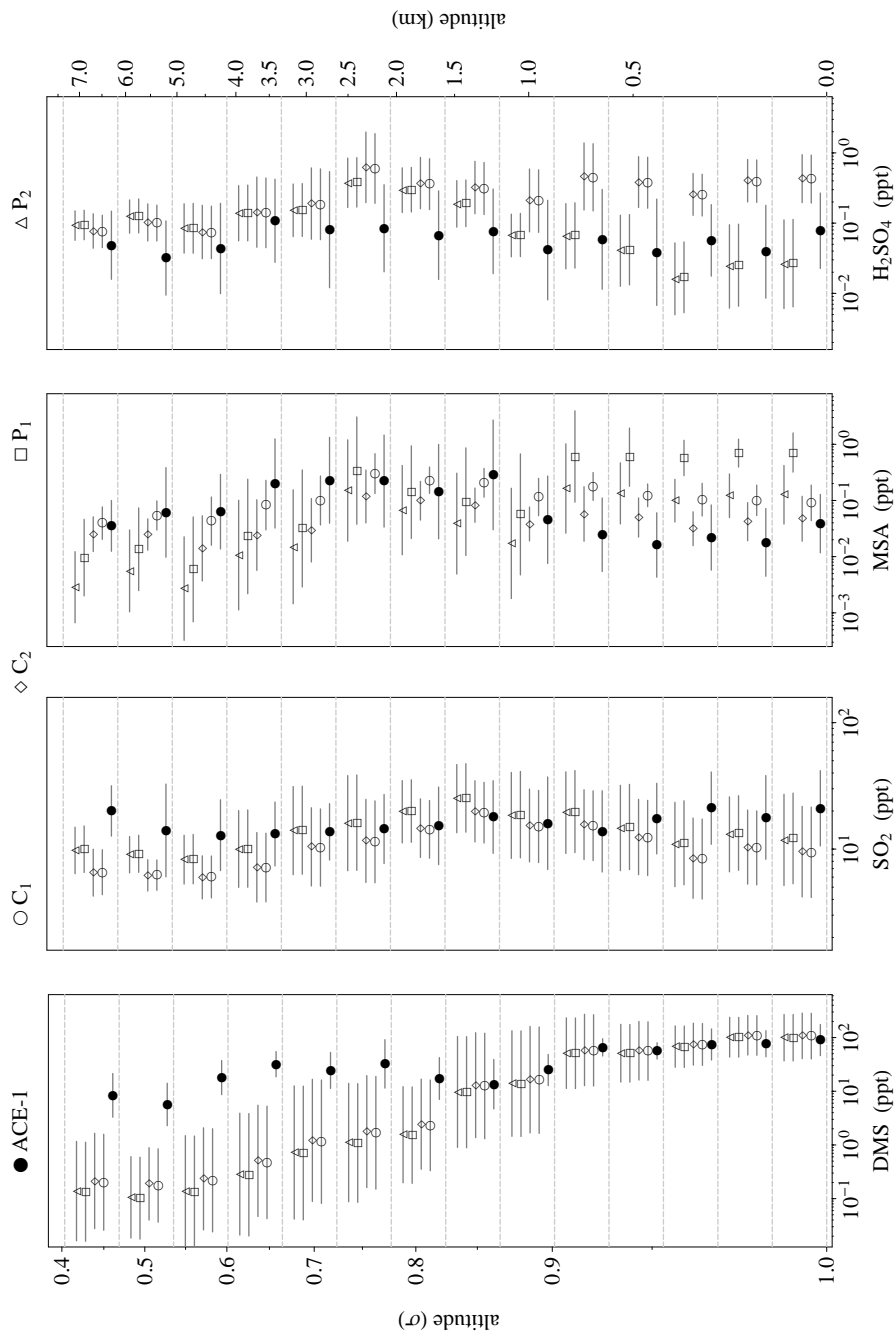 ● ACE-1 ○ C₁ ◇ C₂ □ P₁ △ P₂
altitude (σ)
0.4
0.5
0.6
0.7
0.8
0.9
1.0
10⁻¹ 10⁰ 10¹ 10²
DMS (ppt)
10¹ 10²
SO₂ (ppt)
10⁻³ 10⁻² 10⁻¹ 10⁰
MSA (ppt)
10⁻² 10⁻¹ 10⁰
H₂SO₄ (ppt)
7.0
6.0
5.0
4.0
3.5
3.0
2.5
2.0
1.5
1.0
0.5
0.0
altitude (km)